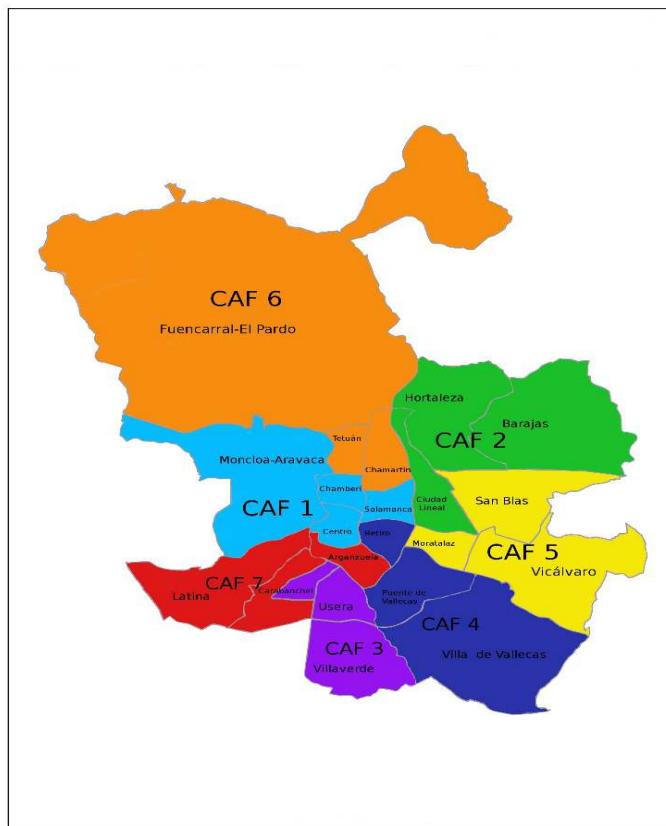 CAF 6
Fuencarral-El Pardo
Hortaleza
Barajas
CAF 2
Tetuán
Chamartín
Moncloa-Aravaca
Chamberí
Salamanca
Ciudad
Lineal
San Blas
CAF 1
Centro
Retiro
Moratalaz
CAF 5
Vicálvaro
Arganzuela
CAF 7
Latina
Carabanchel
Usera
Puente de
Vallecas
CAF 4
CAF 3
Villaverde
Villa de Vallecas